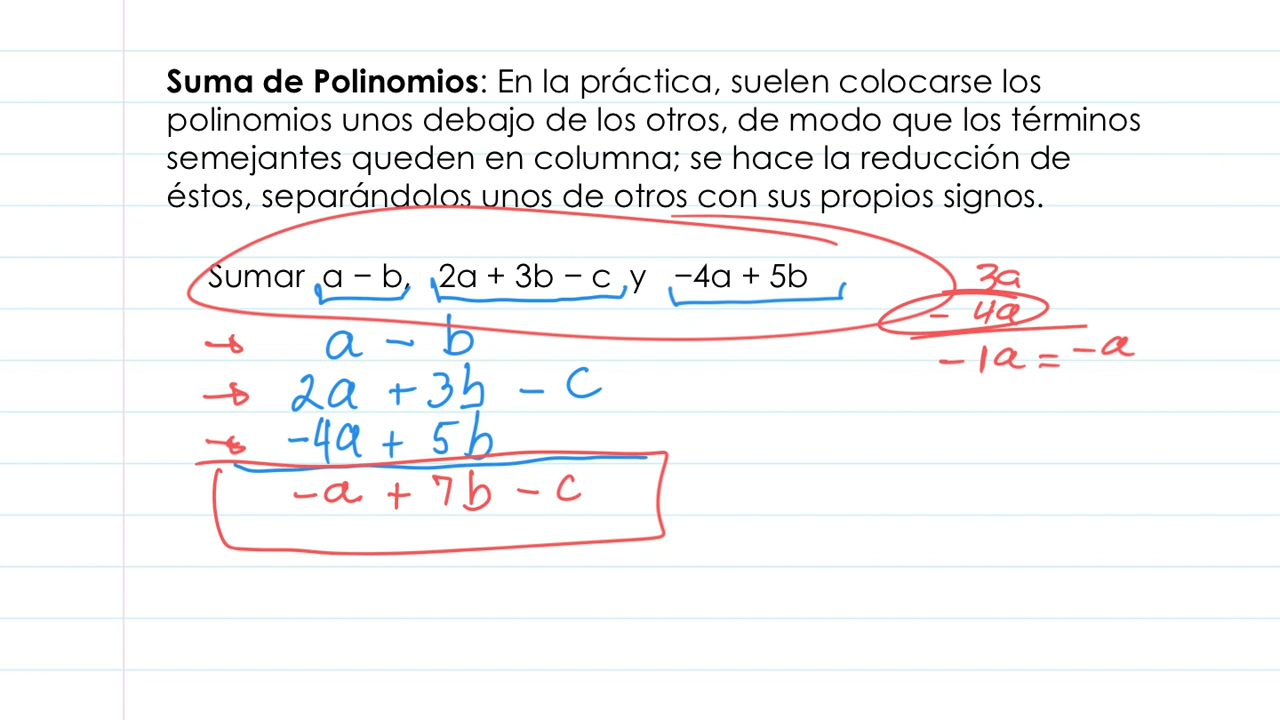 Suma de Polinomios: En la práctica, suelen colocarse los
polinomios unos debajo de los otros, de modo que los términos
semejantes queden en columna; se hace la reducción de
éstos, separándolos unos de otros con sus propios signos.
Sumar a − b, 2a + 3b − c y −4a + 5b
3a
- 4a
-1a = -a
a - b
2a + 3b - c
-4a + 5b
-a + 7b - c